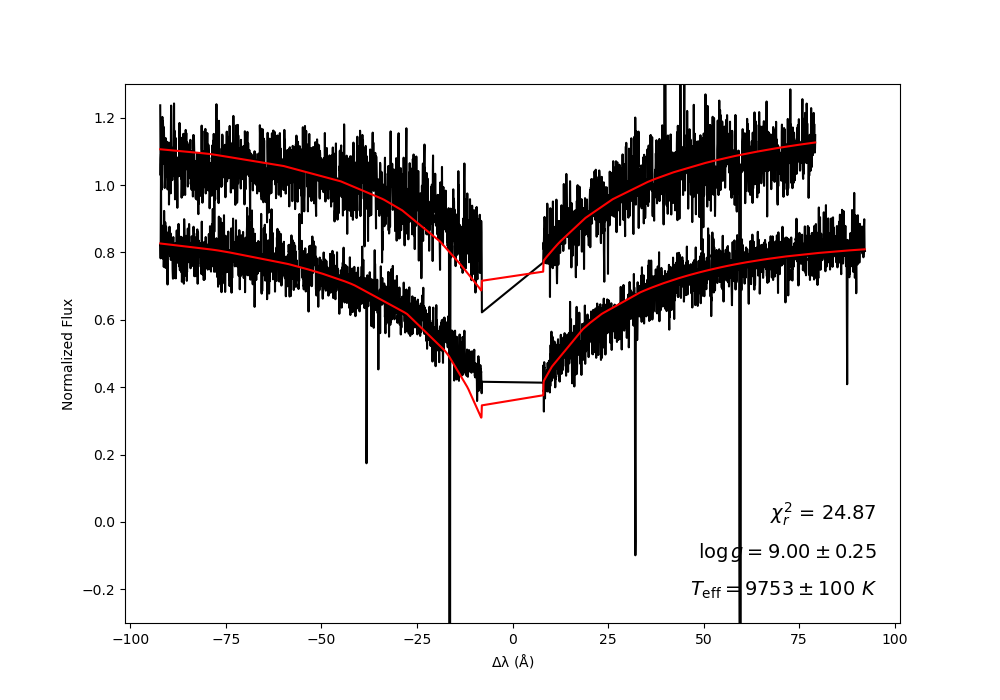 1.2
1.0
0.8
0.6
0.4
0.2
0.0
−0.2
Normalized Flux
χ²ᵣ = 24.87
log g = 9.00 ± 0.25
T_eff = 9753 ± 100 K
−100 −75 −50 −25 0 25 50 75 100
Δλ (Å)